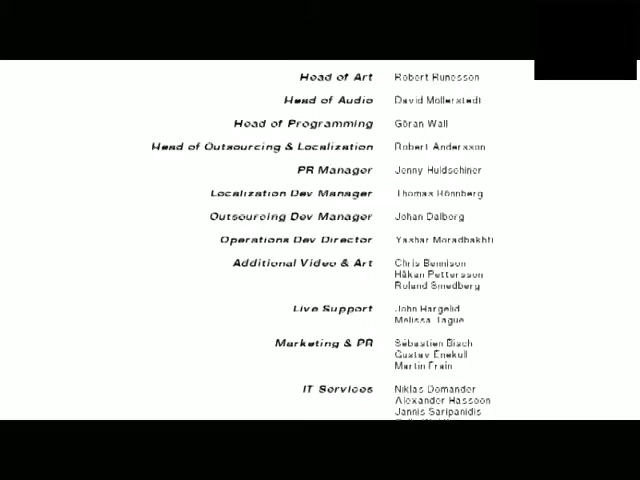 Head of Art Robert Runesson
Head of Audio David Möllerstedt
Head of Programming Göran Wall
Head of Outsourcing & Localization Robert Andersson
PR Manager Jenny Huldschiner
Localization Dev Manager Thomas Rönnberg
Outsourcing Dev Manager Johan Dalborg
Operations Dev Director Yashar Moradbakhti
Additional Video & Art Chris Bennison
Håkan Pettersson
Roland Smedberg
Live Support John Hargelid
Melissa Tague
Marketing & PR Sébastien Bisch
Gustav Enekull
Martin Frain
IT Services Niklas Domander
Alexander Hassoon
Jannis Saripanidis